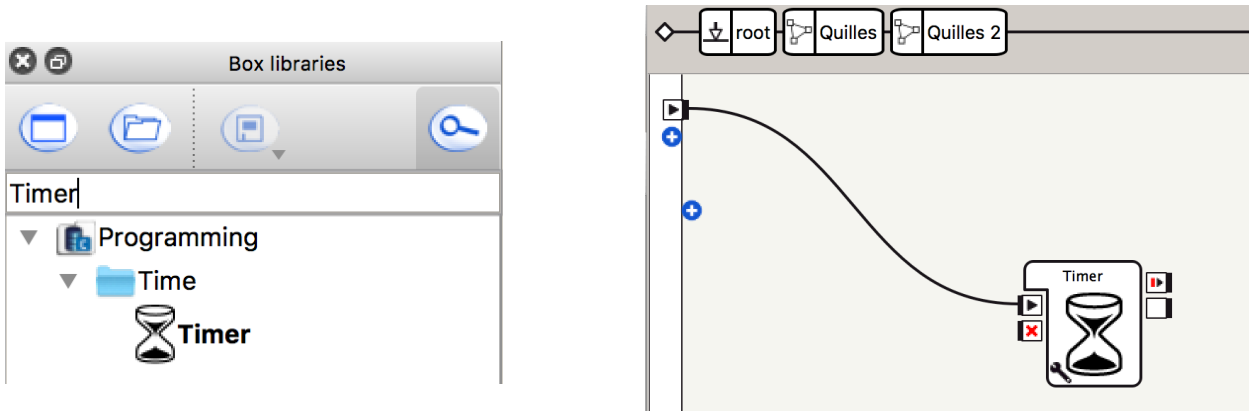 Box libraries
Timer
Programming
Time
Timer
root Quilles Quilles 2
Timer